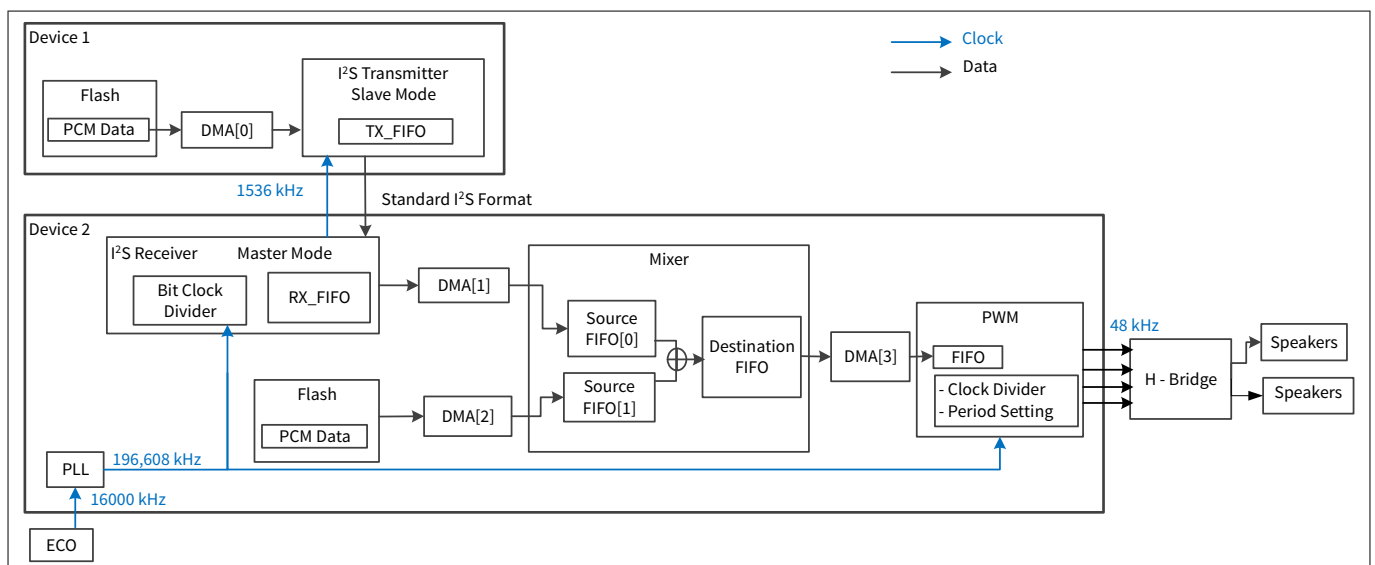 Device 1
Clock
Data
Flash
PCM Data
DMA[0]
I²S Transmitter
Slave Mode
TX_FIFO
1536 kHz
Standard I²S Format
Device 2
I²S Receiver
Master Mode
Bit Clock
Divider
RX_FIFO
DMA[1]
Mixer
Source
FIFO[0]
Source
FIFO[1]
Destination
FIFO
DMA[3]
PWM
FIFO
- Clock Divider
- Period Setting
48 kHz
H - Bridge
Speakers
Speakers
Flash
PCM Data
DMA[2]
PLL
196,608 kHz
16000 kHz
ECO